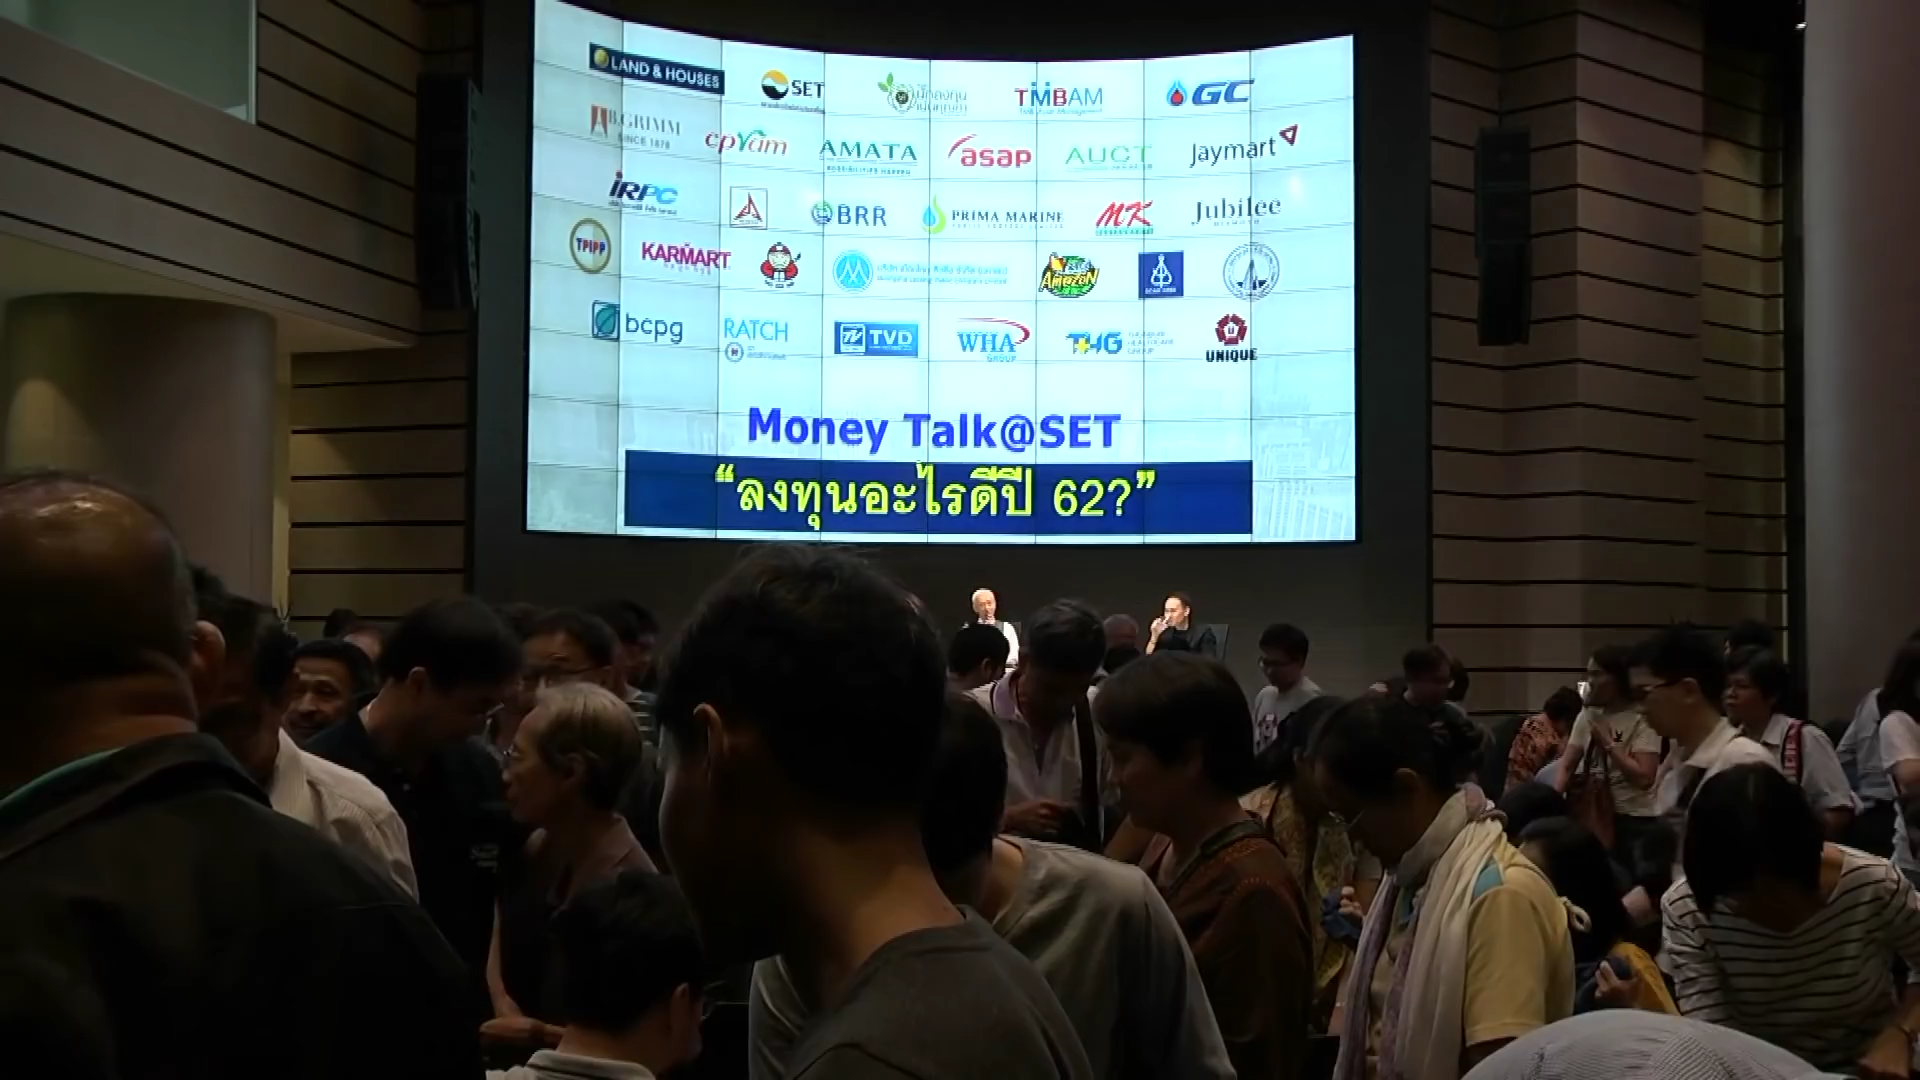 LAND & HOUSES
SET
TMBAM
GC
B.GRIMM
SINCE 1878
cpram
AMATA
asap
AUCT
Jaymart
IRPC
BRR
PRIMA MARINE
MK
Jubilee
TPIPP
KARMART
Amazon
bcpg
RATCH
TVD
WHA
GROUP
THG
UNIQUE
Money Talk@SET
“ลงทุนอะไรดีปี 62?”